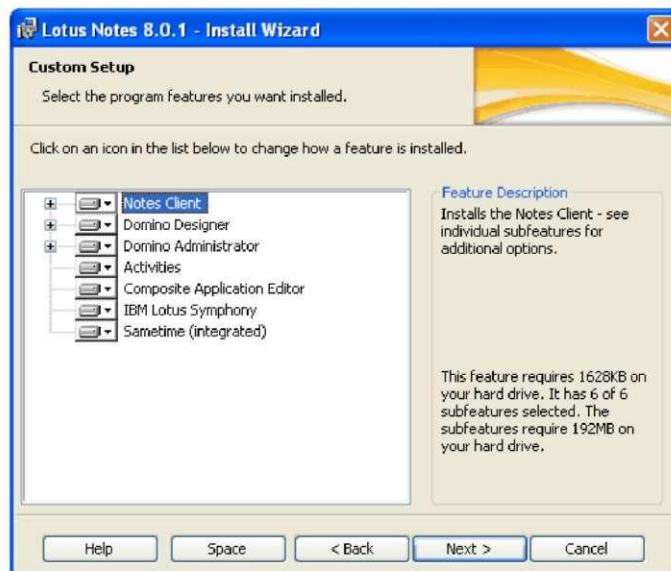 Lotus Notes 8.0.1 - Install Wizard
Custom Setup
Select the program features you want installed.
Click on an icon in the list below to change how a feature is installed.
Notes Client
Domino Designer
Domino Administrator
Activities
Composite Application Editor
IBM Lotus Symphony
Sametime (integrated)
Feature Description
Installs the Notes Client - see
individual subfeatures for
additional options.
This feature requires 1628KB on
your hard drive. It has 6 of 6
subfeatures selected. The
subfeatures require 192MB on
your hard drive.
Help
Space
< Back
Next >
Cancel